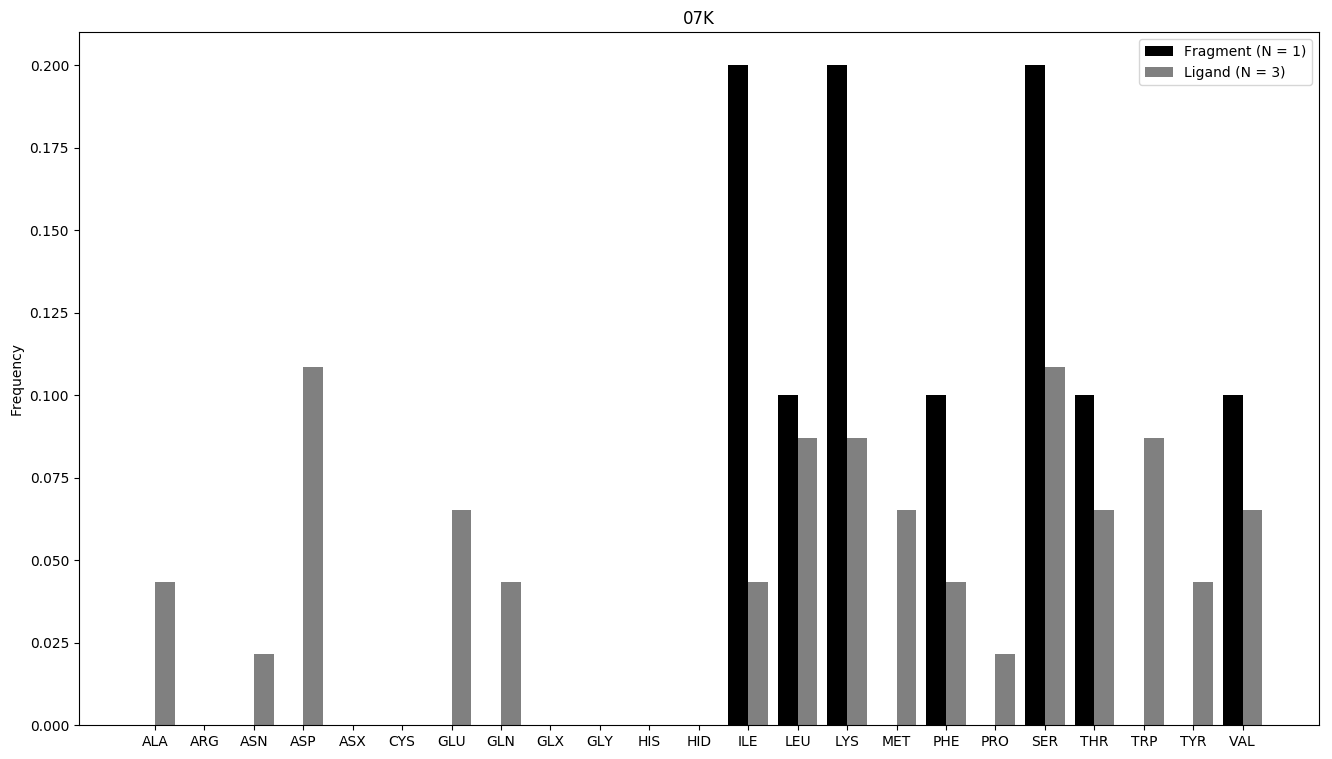 07K
Fragment (N = 1)
Ligand (N = 3)
Frequency
0.200
0.175
0.150
0.125
0.100
0.075
0.050
0.025
0.000
ALA ARG ASN ASP ASX CYS GLU GLN GLX GLY HIS HID ILE LEU LYS MET PHE PRO SER THR TRP TYR VAL